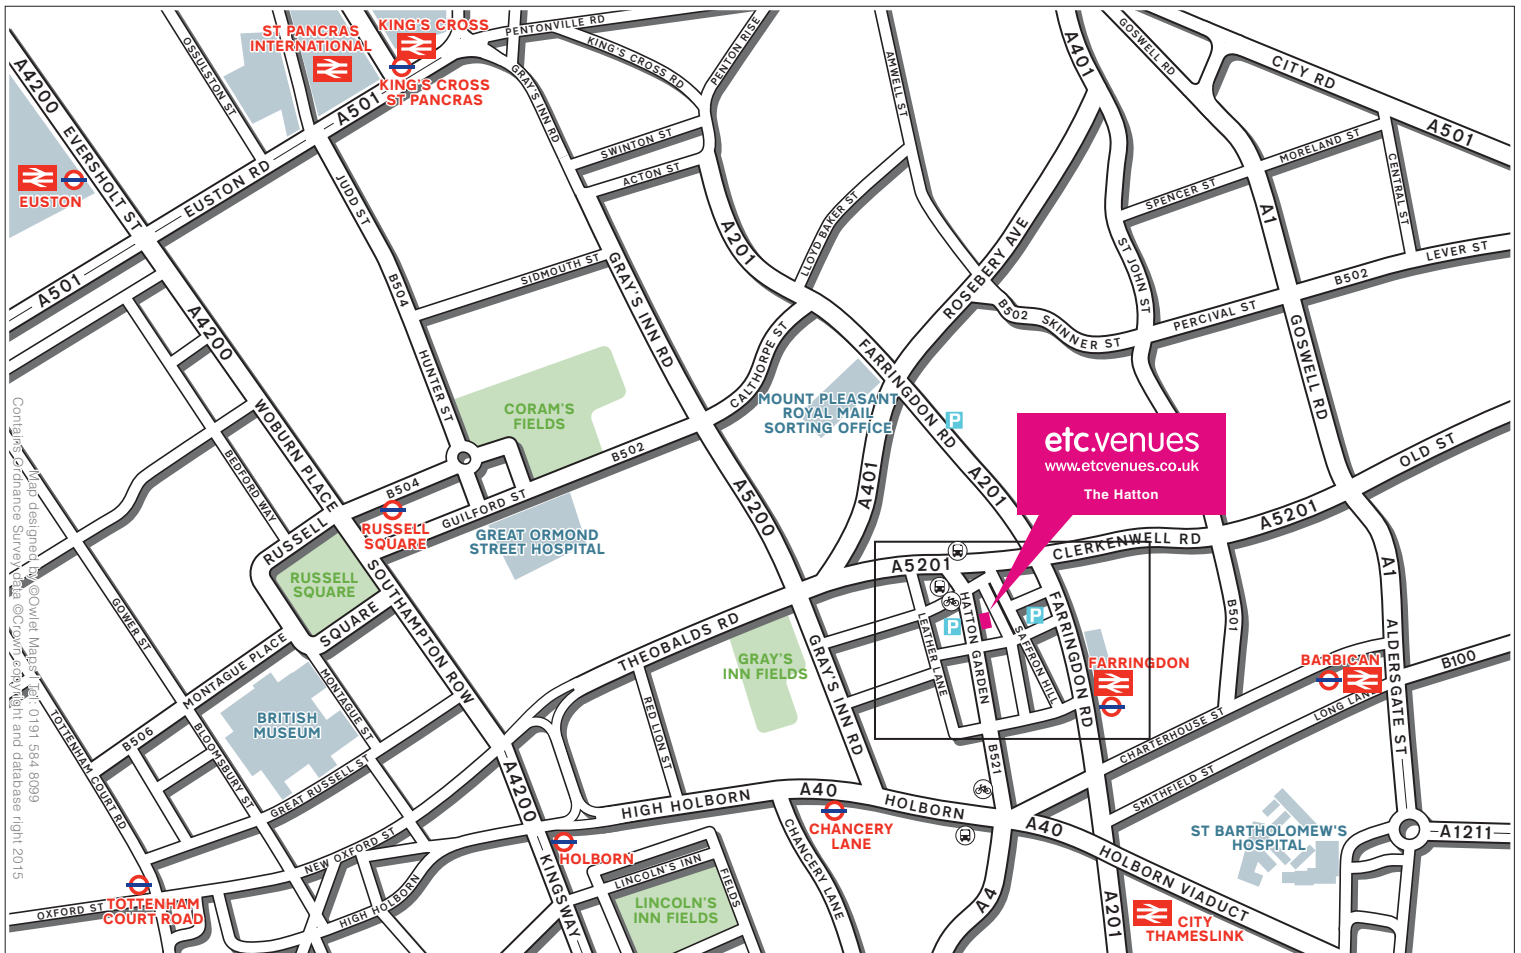 ST PANCRAS
INTERNATIONAL
KING'S CROSS
KING'S CROSS
ST PANCRAS
PENTONVILLE RD
KING'S CROSS RD
PENTON RISE
GRAY'S INN RD
OSSULSTON ST
A4200
EVERSHOLT ST
A501
EUSTON RD
EUSTON
A501
JUDD ST
SWINTON ST
ACTON ST
AMWELL ST
A401
GOSWELL RD
CITY RD
A501
MORELAND ST
CENTRAL ST
SPENCER ST
A1
LEVER ST
B502
PERCIVAL ST
ST JOHN ST
ROSEBERY AVE
B502
SKINNER ST
LLOYD BAKER ST
A201
SIDMOUTH ST
GRAY'S INN RD
B504
HUNTER ST
A4200
WOBURN PLACE
CORAM'S
FIELDS
CALTHORPE ST
FARRINGDON RD
MOUNT PLEASANT
ROYAL MAIL
SORTING OFFICE
P
etc.venues
www.etcvenues.co.uk
The Hatton
GOSWELL RD
OLD ST
A5201
CLERKENWELL RD
A5201
A201
A401
A5200
B502
GUILFORD ST
B504
RUSSELL
SQUARE
GREAT ORMOND
STREET HOSPITAL
BEDFORD WAY
RUSSELL
SQUARE
RUSSELL
SQUARE
SOUTHAMPTON ROW
GOWER ST
MONTAGUE PLACE
MONTAGUE ST
BRITISH
MUSEUM
B506
BLOOMSBURY ST
GREAT RUSSELL ST
TOTTENHAM COURT RD
THEOBALDS RD
GRAY'S
INN FIELDS
GRAY'S INN RD
RED LION ST
LEATHER LANE
HATTON GARDEN
SAFFRON HILL
FARRINGDON RD
P
P
FARRINGDON
B501
BARBICAN
LONG LANE
CHARTERHOUSE ST
SMITHFIELD ST
A1
ALDERSGATE ST
B100
B521
A4200
HIGH HOLBORN
A40
HOLBORN
CHANCERY
LANE
CHANCERY LANE
A40
HOLBORN VIADUCT
ST BARTHOLOMEW'S
HOSPITAL
A1211
HOLBORN
KINGSWAY
LINCOLN'S INN
FIELDS
LINCOLN'S
INN FIELDS
NEW OXFORD ST
HIGH HOLBORN
OXFORD ST
TOTTENHAM
COURT ROAD
A4
A201
CITY
THAMESLINK
Map designed by ©Owlet Maps! Tel: 0191 584 8099
Contains Ordnance Survey data ©Crown copyright and database right 2015